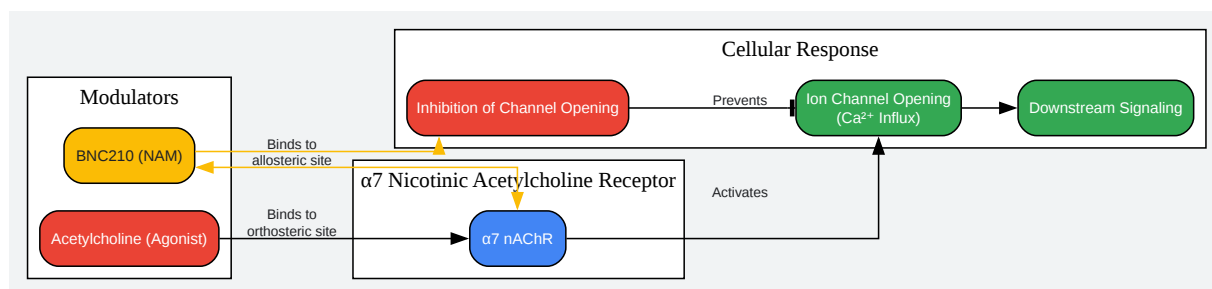 Cellular Response
Modulators
Inhibition of Channel Opening
Prevents
Ion Channel Opening
(Ca²⁺ Influx)
Downstream Signaling
BNC210 (NAM)
Binds to
allosteric site
α7 Nicotinic Acetylcholine Receptor
Activates
Acetylcholine (Agonist)
Binds to
orthosteric site
α7 nAChR